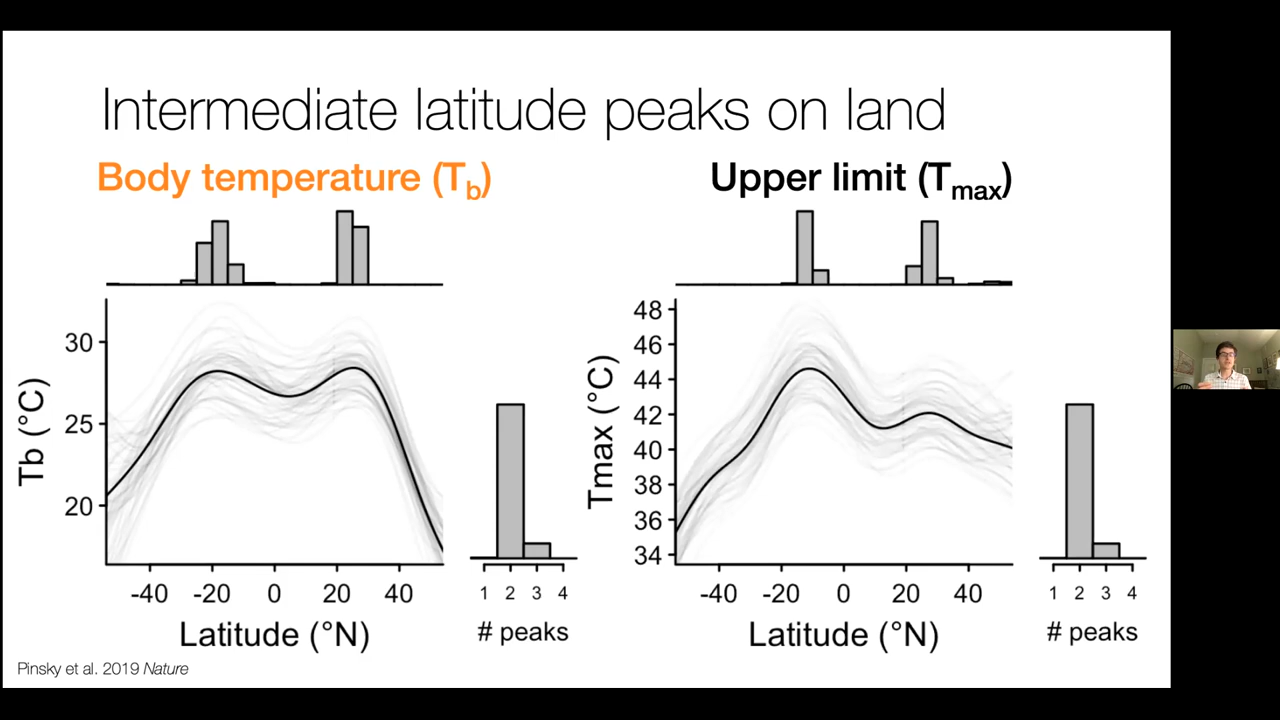 Intermediate latitude peaks on land
Body temperature (Tb)
Upper limit (Tmax)
Tb (°C)
30
25
20
-40 -20 0 20 40
Latitude (°N)
1 2 3 4
# peaks
Tmax (°C)
48
46
44
42
40
38
36
34
-40 -20 0 20 40
Latitude (°N)
1 2 3 4
# peaks
Pinsky et al. 2019 Nature